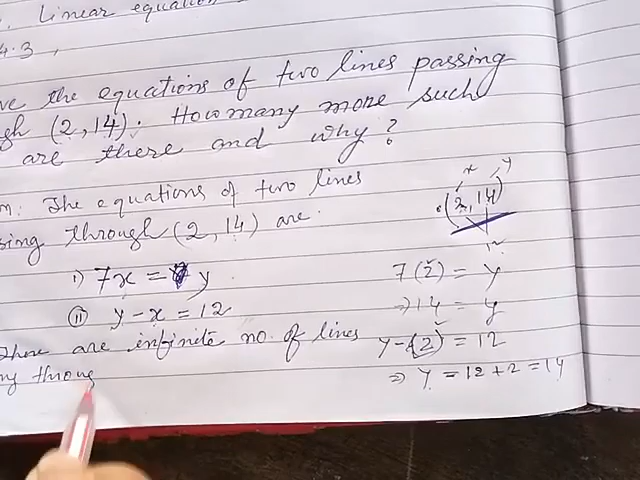 Linear equation
4.3,
ve the equations of two lines passing
gh (2,14). How many more such
are there and why?
n: The equations of two lines
sing through (2,14) are.
x y
(2,14)
12
i) 7x = y
7(2) = y
ii) y-x = 12
⇒ 14 = y
There are infinite no. of lines
y-(2) = 12
ng throug
⇒ y = 12+2 = 14